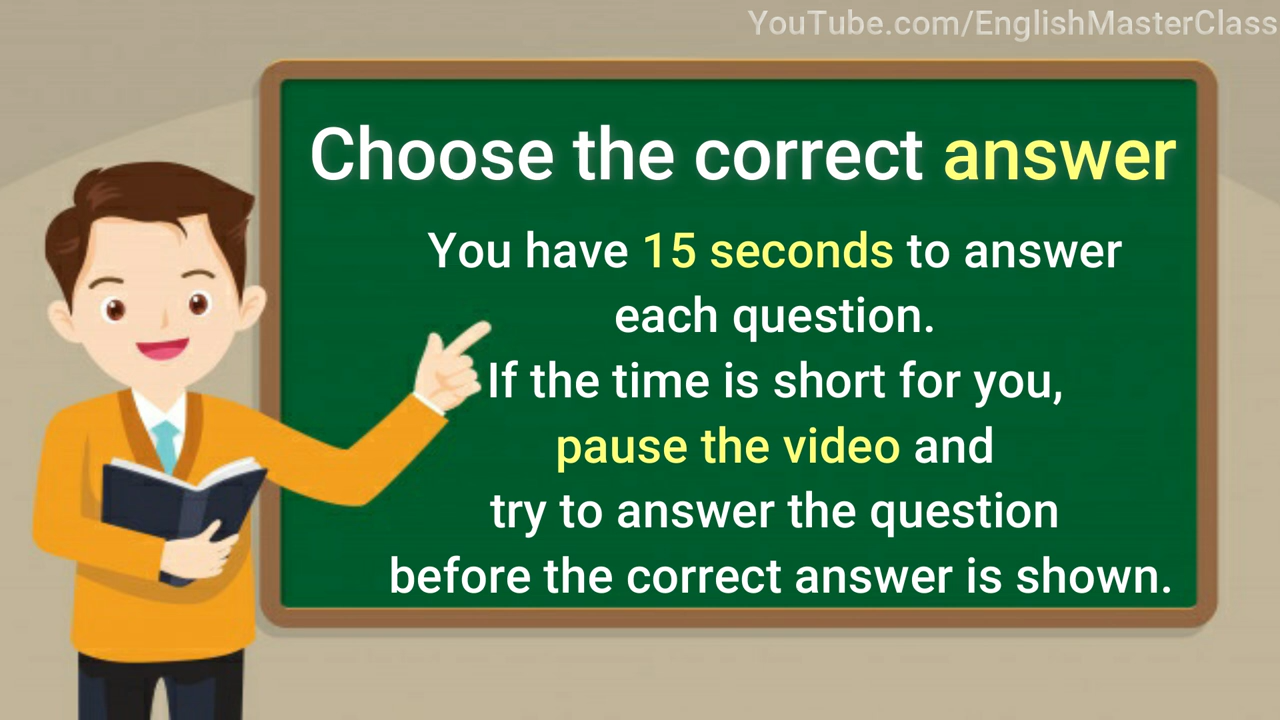 YouTube.com/EnglishMasterClass
Choose the correct answer
You have 15 seconds to answer
each question.
If the time is short for you,
pause the video and
try to answer the question
before the correct answer is shown.